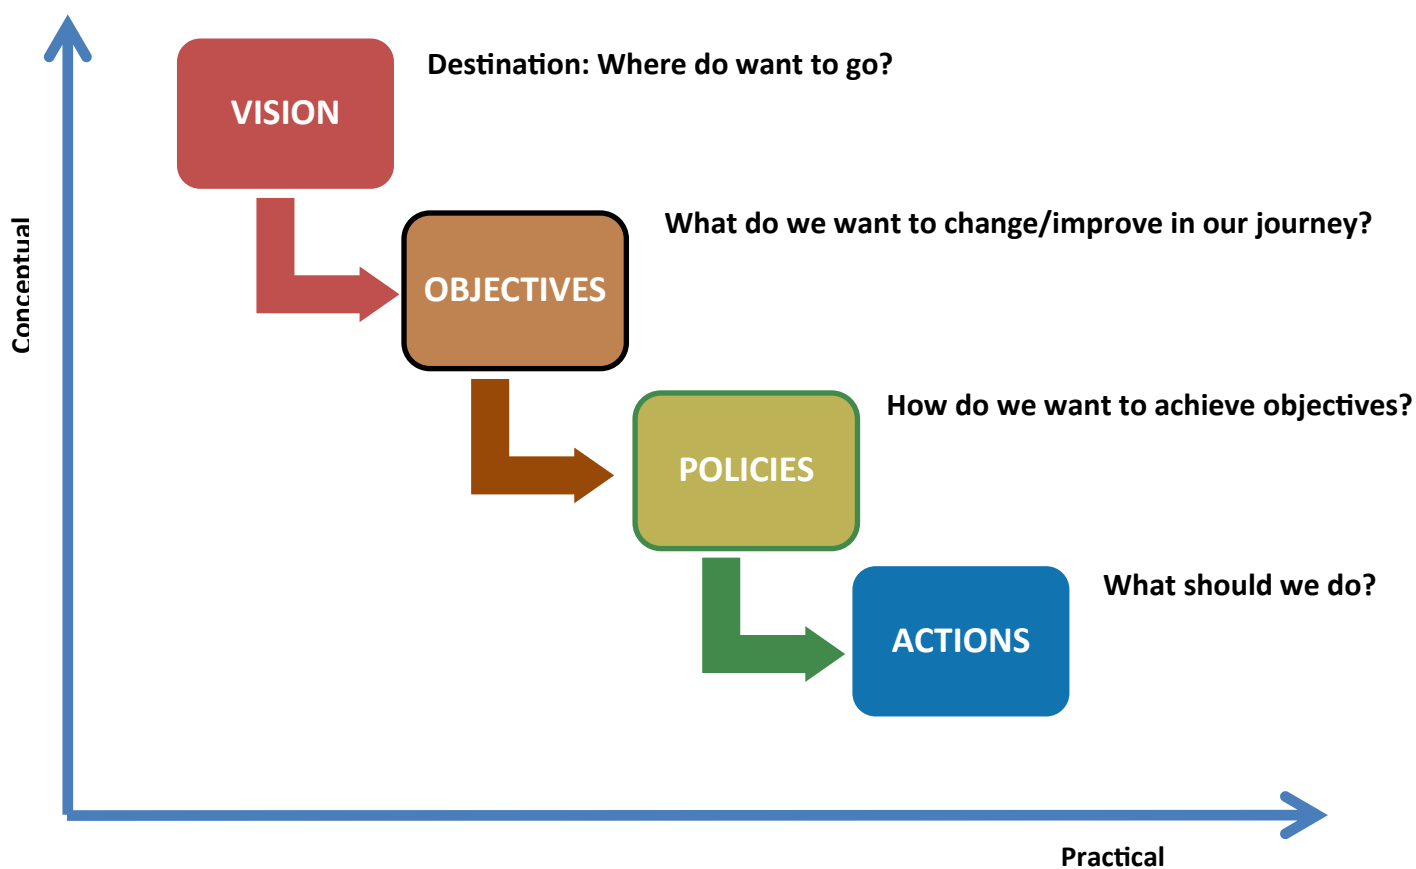 Destination: Where do want to go?
VISION
What do we want to change/improve in our journey?
Conceptual
OBJECTIVES
How do we want to achieve objectives?
POLICIES
What should we do?
ACTIONS
Practical